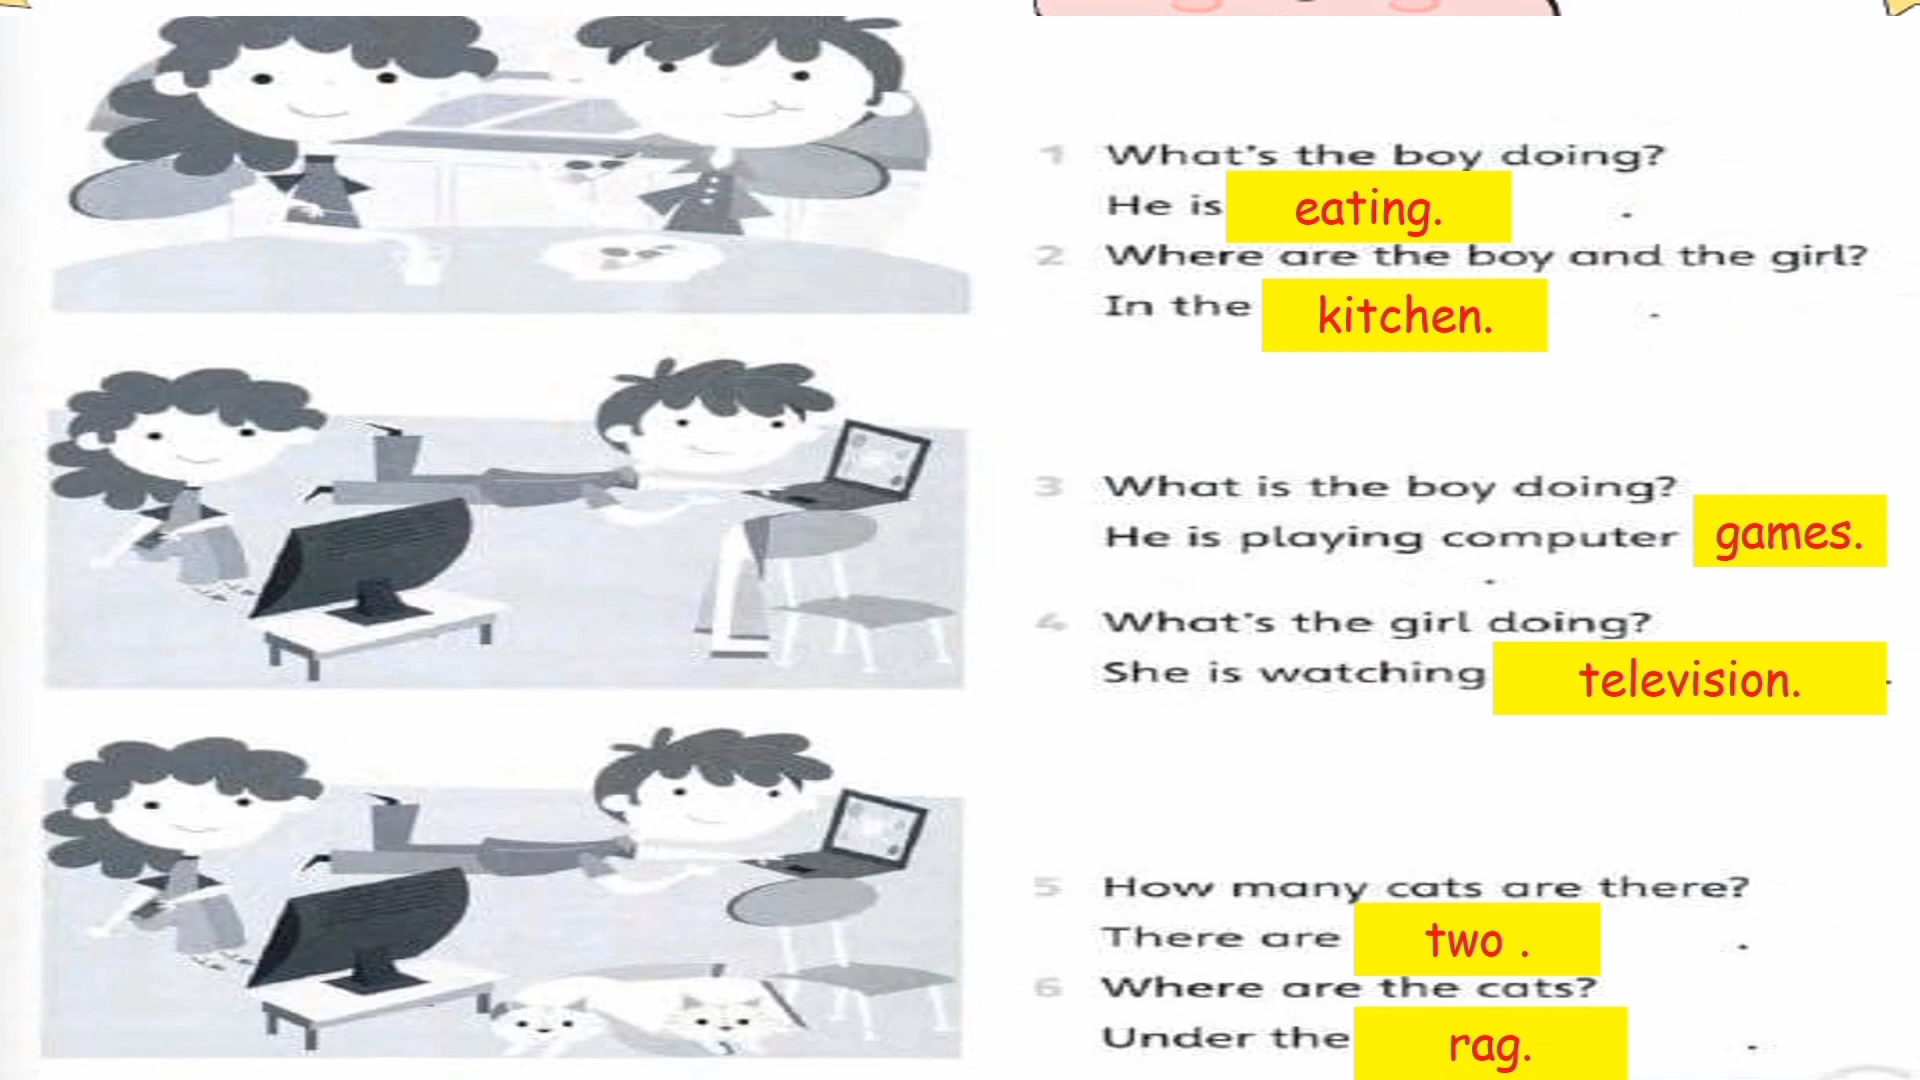 1 What's the boy doing?
He is eating. .
2 Where are the boy and the girl?
In the kitchen. .
3 What is the boy doing?
He is playing computer games.
.
4 What's the girl doing?
She is watching television. .
5 How many cats are there?
There are two . .
6 Where are the cats?
Under the rag. .